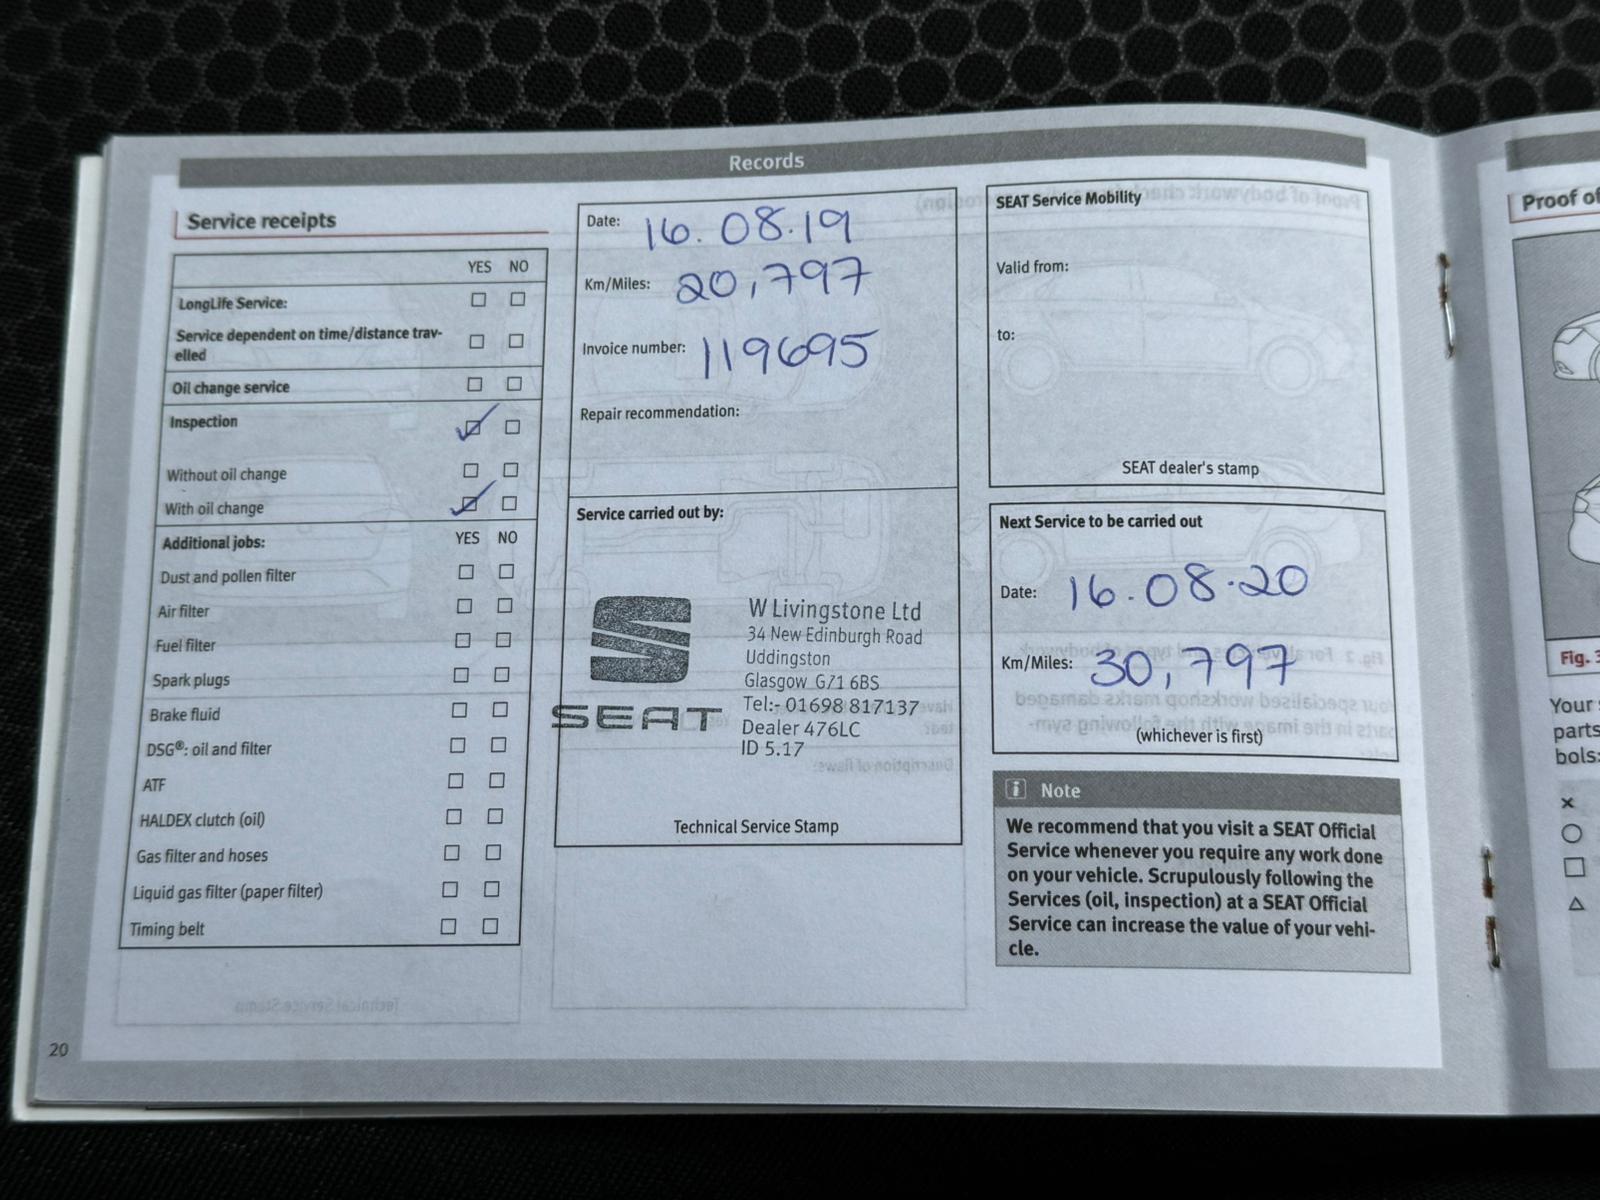 Records
Service receipts
YES NO
LongLife Service:
Service dependent on time/distance trav-
elled
Oil change service
Inspection
Without oil change
With oil change
Additional jobs: YES NO
Dust and pollen filter
Air filter
Fuel filter
Spark plugs
Brake fluid
DSG®: oil and filter
ATF
HALDEX clutch (oil)
Gas filter and hoses
Liquid gas filter (paper filter)
Timing belt
20
Date: 16.08.19
Km/Miles: 20,797
Invoice number: 119695
Repair recommendation:
Service carried out by:
SEAT
W Livingstone Ltd
34 New Edinburgh Road
Uddingston
Glasgow G71 6BS
Tel:- 01698 817137
Dealer 476LC
ID 5.17
Technical Service Stamp
SEAT Service Mobility
Valid from:
to:
SEAT dealer's stamp
Next Service to be carried out
Date: 16.08.20
Km/Miles: 30,797
(whichever is first)
i Note
We recommend that you visit a SEAT Official
Service whenever you require any work done
on your vehicle. Scrupulously following the
Services (oil, inspection) at a SEAT Official
Service can increase the value of your vehi-
cle.
Proof of
Fig. 3
Your
parts
bols: